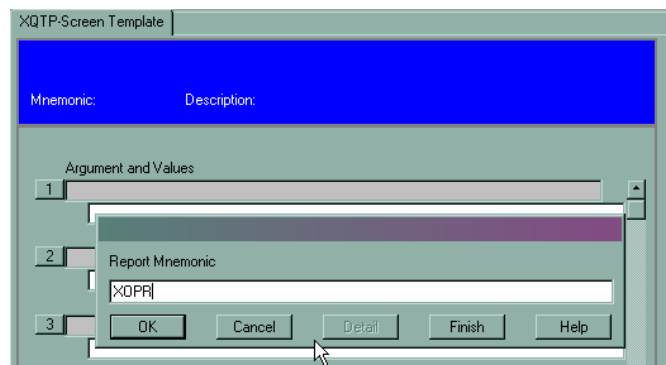 XQTP-Screen Template
Mnemonic: Description:
Argument and Values
1
2
Report Mnemonic
XOPR
3
OK Cancel Detail Finish Help